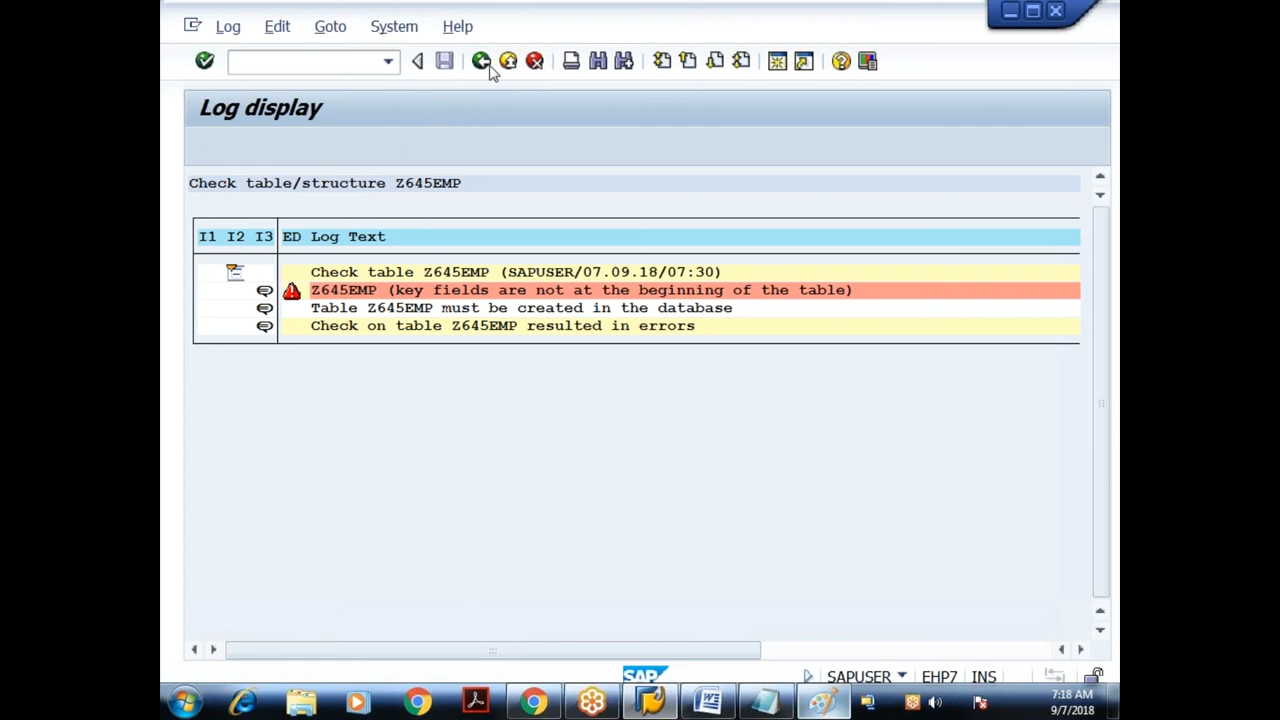 Log Edit Goto System Help
Log display
Check table/structure Z645EMP
I1 I2 I3 ED Log Text
Check table Z645EMP (SAPUSER/07.09.18/07:30)
Z645EMP (key fields are not at the beginning of the table)
Table Z645EMP must be created in the database
Check on table Z645EMP resulted in errors
SAP SAPUSER EHP7 INS
7:18 AM
9/7/2018